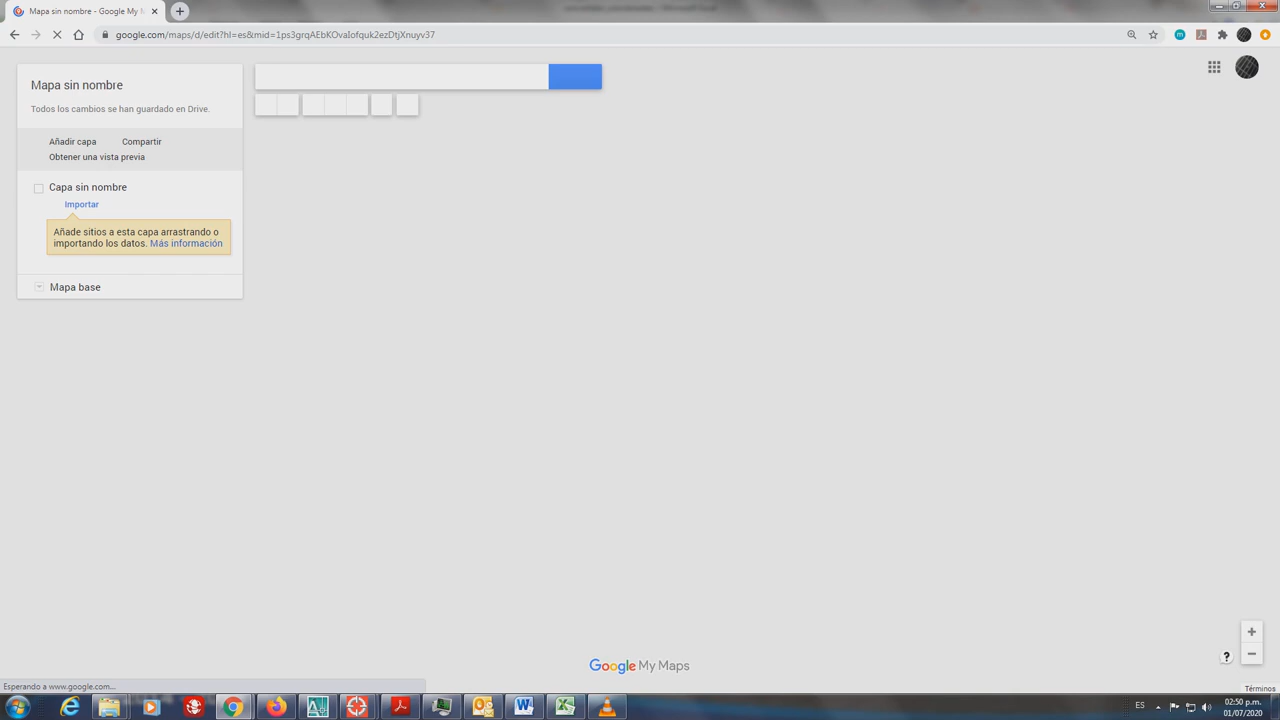 Mapa sin nombre - Google My M
google.com/maps/d/edit?hl=es&mid=1ps3grqAEbKOvaIofquk2ezDtjXnuyv37
Mapa sin nombre
Todos los cambios se han guardado en Drive.
Añadir capa Compartir
Obtener una vista previa
Capa sin nombre
Importar
Añade sitios a esta capa arrastrando o
importando los datos. Más información
Mapa base
Google My Maps
Esperando a www.google.com...
Términos
ES
02:50 p.m.
01/07/2020